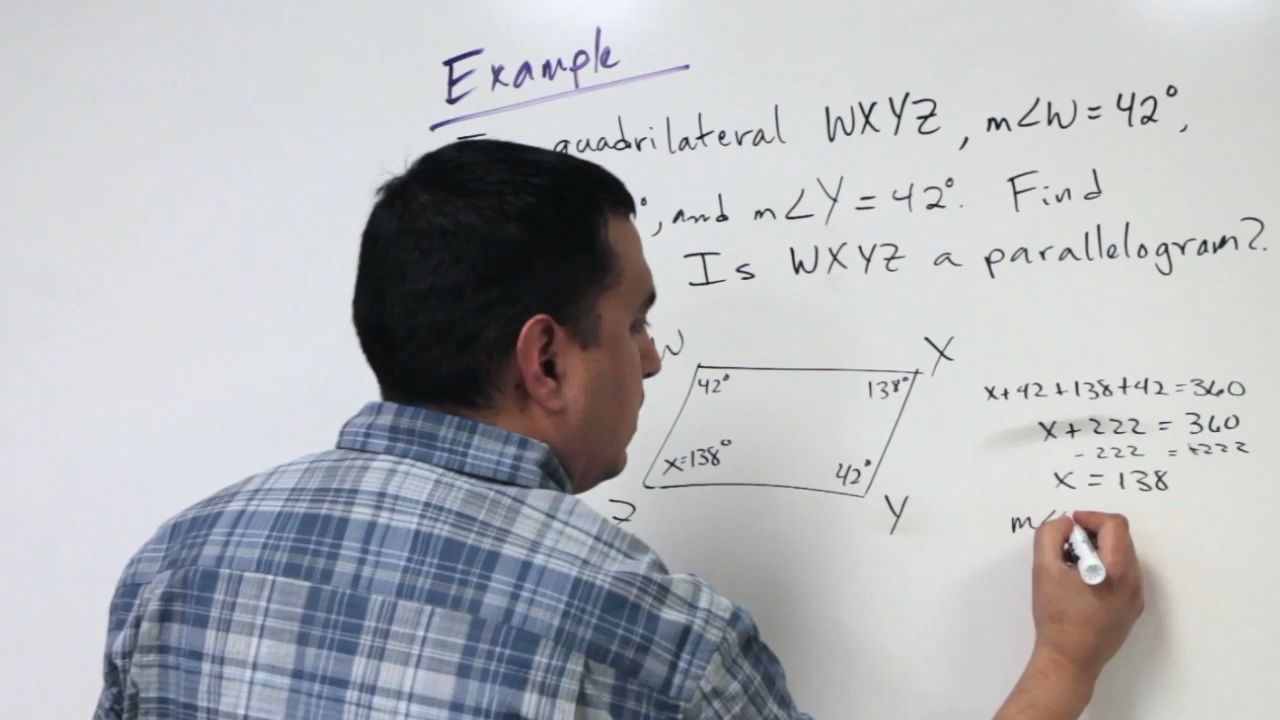 Example
quadrilateral WXYZ, m∠W = 42°,
°, and m∠Y = 42°. Find
Is WXYZ a parallelogram?
W
X
42°
138°
x=138°
42°
Z
Y
x+42+138+42=360
x+222 = 360
-222 = +222
x = 138
m∠